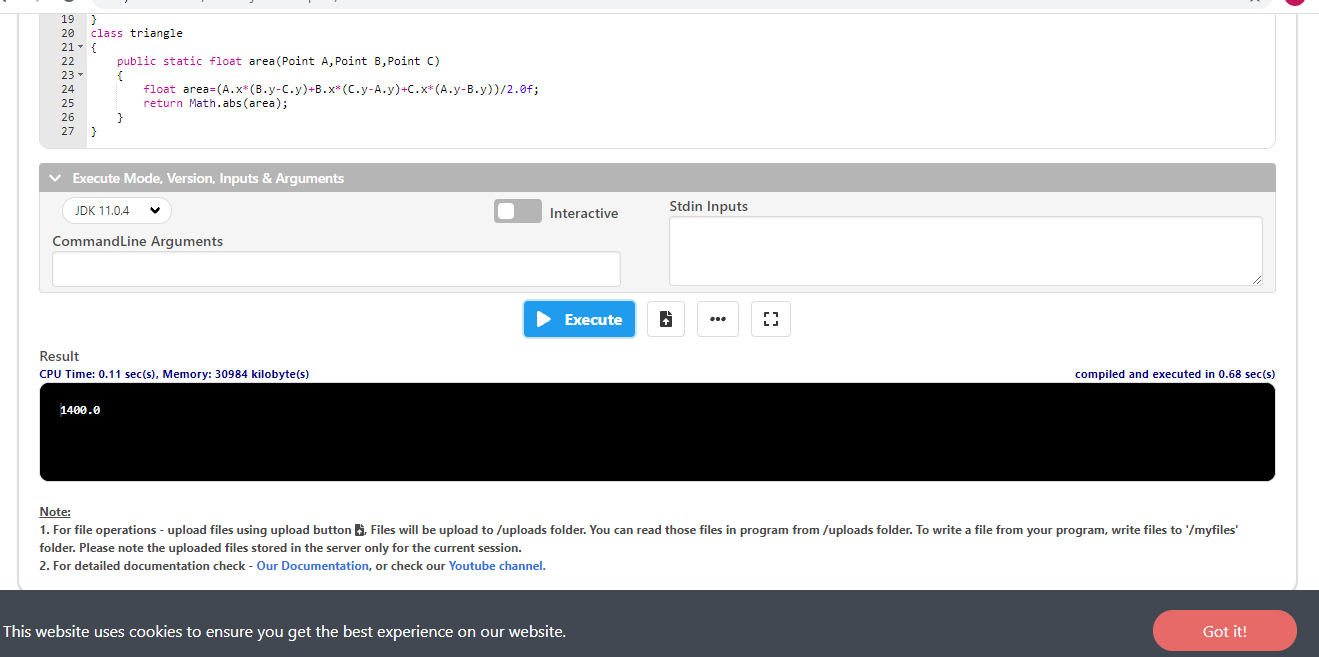 19 }
20 class triangle
21 {
22 public static float area(Point A,Point B,Point C)
23 {
24 float area=(A.x*(B.y-C.y)+B.x*(C.y-A.y)+C.x*(A.y-B.y))/2.0f;
25 return Math.abs(area);
26 }
27 }
Execute Mode, Version, Inputs & Arguments
JDK 11.0.4
Interactive
Stdin Inputs
CommandLine Arguments
Execute
Result
CPU Time: 0.11 sec(s), Memory: 30984 kilobyte(s)
compiled and executed in 0.68 sec(s)
1400.0
Note:
1. For file operations - upload files using upload button , Files will be upload to /uploads folder. You can read those files in program from /uploads folder. To write a file from your program, write files to '/myfiles'
folder. Please note the uploaded files stored in the server only for the current session.
2. For detailed documentation check - Our Documentation, or check our Youtube channel.
This website uses cookies to ensure you get the best experience on our website.
Got it!